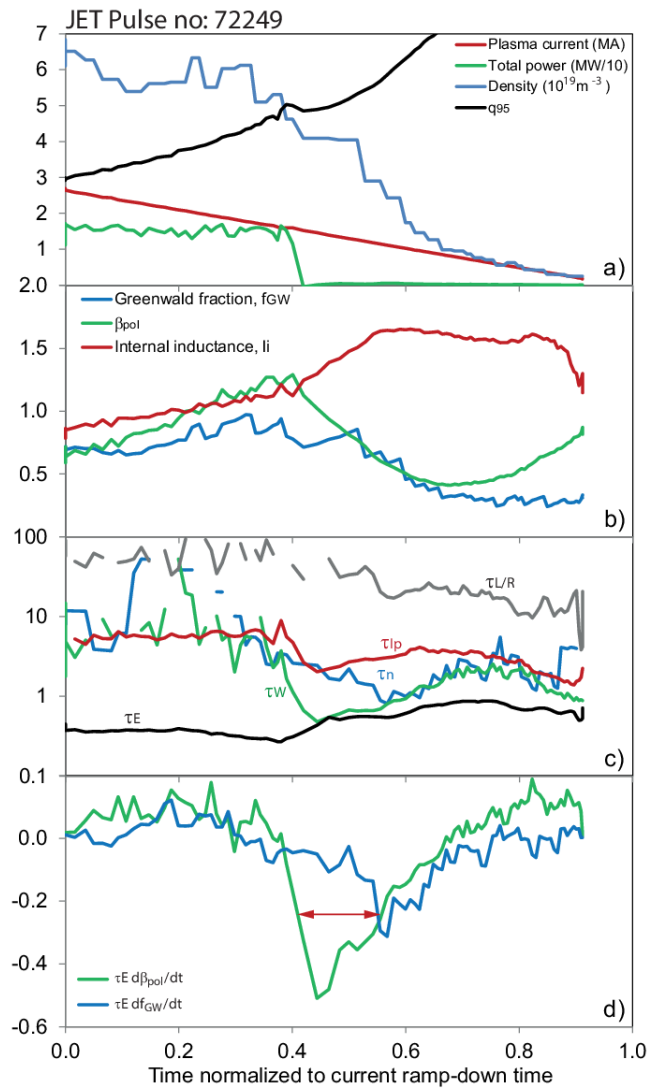 JET Pulse no: 72249
7
6
5
4
3
2
1
2.0
Plasma current (MA)
Total power (MW/10)
Density (10¹⁹m⁻³ )
q95
a)
1.5
1.0
0.5
100
Greenwald fraction, fGW
βpol
Internal inductance, li
b)
10
1
τL/R
τIp
τn
τW
τE
c)
0.1
0.0
-0.2
-0.4
-0.6
τE dβpol/dt
τE dfGW/dt
d)
0.0 0.2 0.4 0.6 0.8 1.0
Time normalized to current ramp-down time